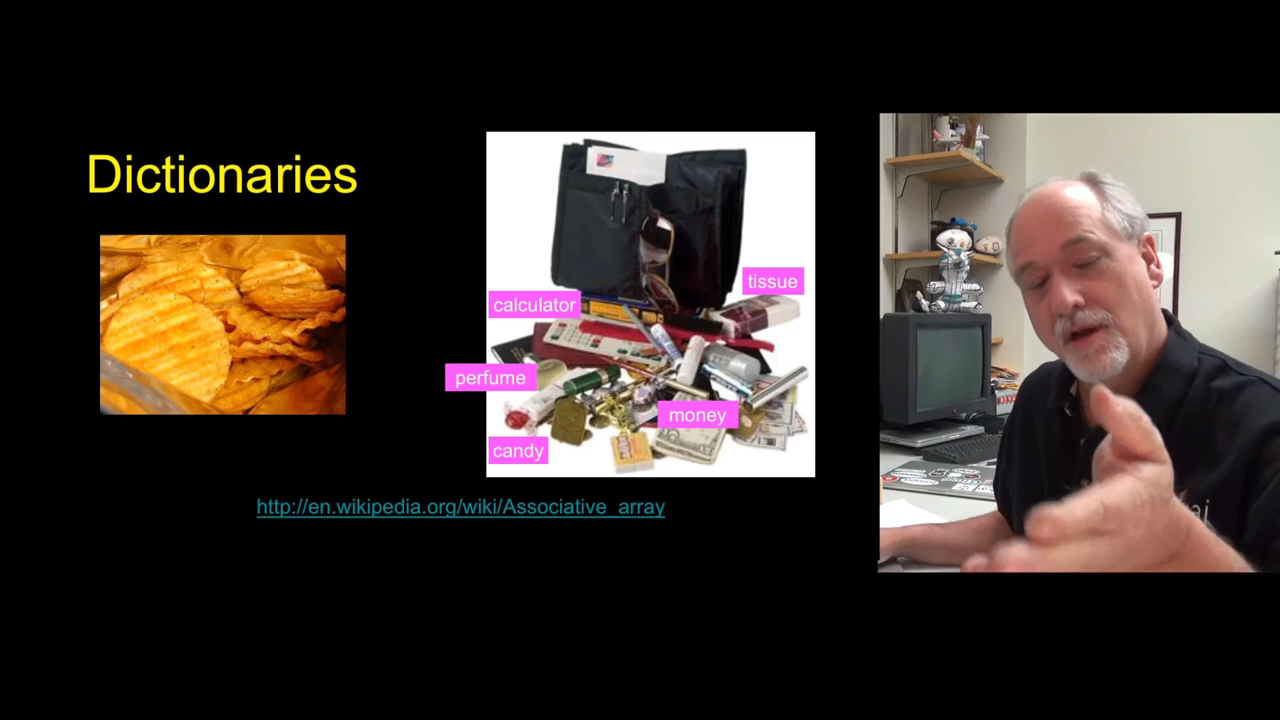 Dictionaries
tissue
calculator
perfume
money
candy
http://en.wikipedia.org/wiki/Associative_array